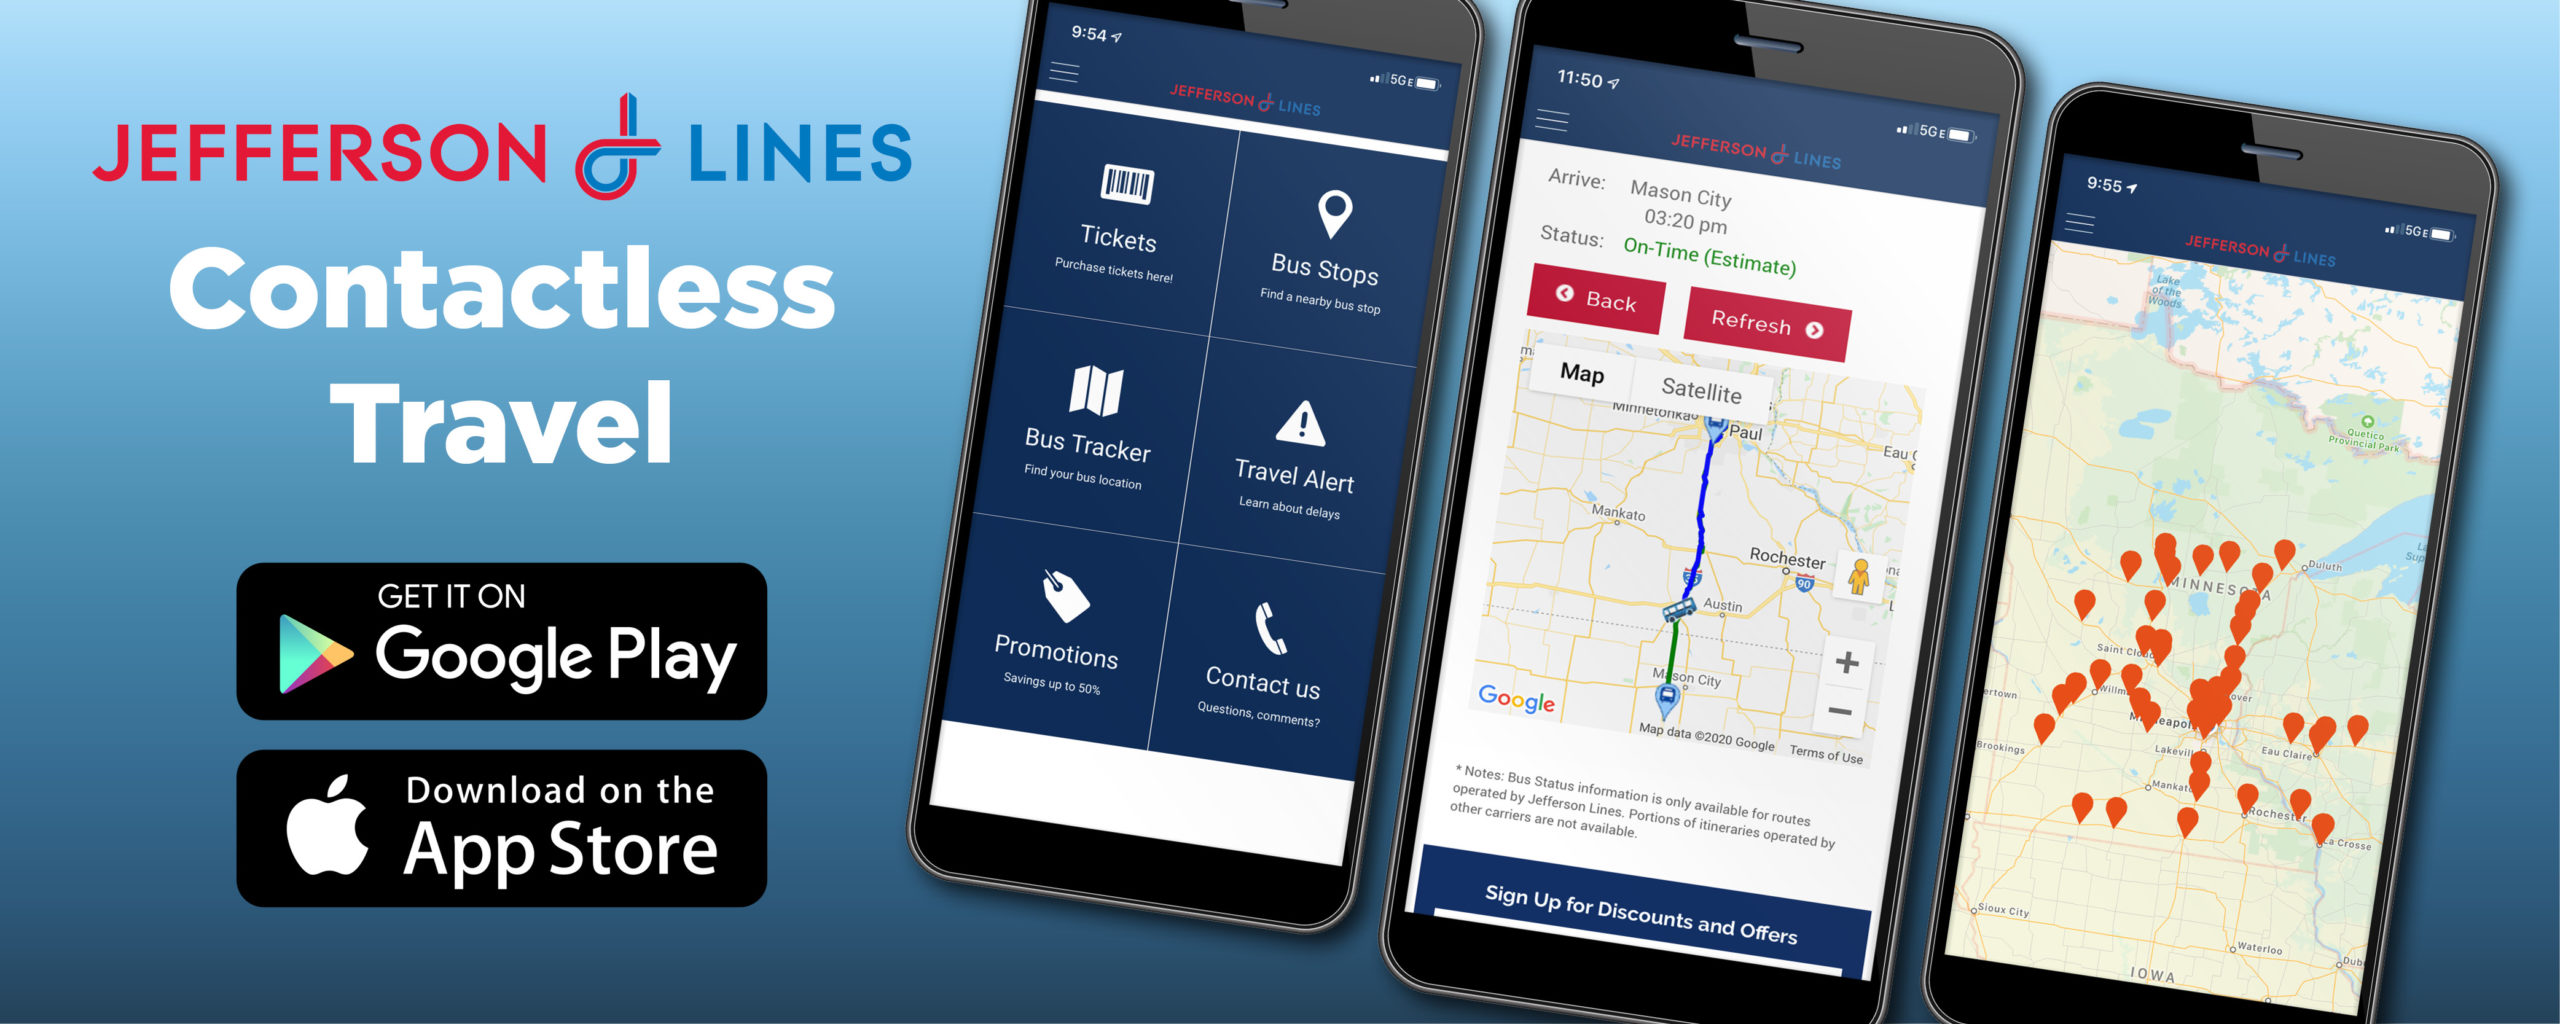 JEFFERSON LINES
Contactless
Travel
GET IT ON
Google Play
Download on the
App Store
9:54
5GE
JEFFERSON LINES
Tickets
Purchase tickets here!
Bus Stops
Find a nearby bus stop
Bus Tracker
Find your bus location
Travel Alert
Learn about delays
Promotions
Savings up to 50%
Contact us
Questions, comments?
11:50
5GE
JEFFERSON LINES
Arrive: Mason City
03:20 pm
Status: On-Time (Estimate)
Back
Refresh
Map Satellite
Minnetonka
Paul
Eau
Mankato
Rochester
90
Austin
Mason City
Google
Map data ©2020 Google Terms of Use
* Notes: Bus Status information is only available for routes
operated by Jefferson Lines. Portions of itineraries operated by
other carriers are not available.
Sign Up for Discounts and Offers
9:55
5GE
JEFFERSON LINES
Lake
of the
Woods
Quetico
Provincial Park
Duluth
MINNESOTA
Saint Clou
Willm
ertown
Brookings
Eau Claire
Lakevill
Mankat
Rochester
La Crosse
Sioux City
Waterloo
Dub
IOWA